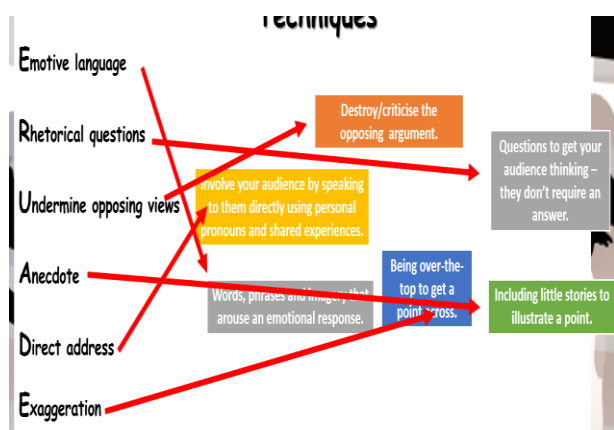 Techniques
Emotive language
Rhetorical questions
Undermine opposing views
Anecdote
Direct address
Exaggeration
Destroy/criticise the
opposing argument.
Questions to get your
audience thinking –
they don't require an
answer.
Involve your audience by speaking
to them directly using personal
pronouns and shared experiences.
Words, phrases and imagery that
arouse an emotional response.
Being over-the-
top to get a
point across.
Including little stories to
illustrate a point.